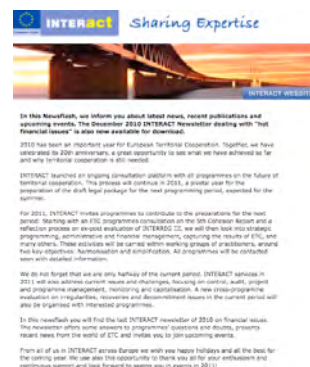 INTERact Sharing Expertise
INTERACT WEBSITE
In this Newsflash, we inform you about latest news, recent publications and
upcoming events. The December 2010 INTERACT Newsletter dealing with "hot
financial issues" is also now available for download.
2010 has been an important year for European Territorial Cooperation. Together, we have
celebrated its 20th anniversary, a great opportunity to see what we have achieved so far
and why territorial cooperation is still needed.
INTERACT launched an ongoing consultation platform with all programmes on the future of
territorial cooperation. This process will continue in 2011, a pivotal year for the
preparation of the draft legal package for the next programming period, expected for the
summer.
For 2011, INTERACT invites programmes to contribute to the preparations for the next
period: Starting with an ETC programmes consultation on the 5th Cohesion Report and a
reflection process on ex-post evaluation of INTERREG III, we will then look into strategic
programming, administrative and financial management, capturing the results of ETC, and
many others. These activities will be carried within working groups of practitioners, around
two key-objectives: harmonisation and simplification. All programmes will be contacted
soon with detailed information.
We do not forget that we are only halfway of the current period. INTERACT services in
2011 will also address current issues and challenges, focusing on control, audit, project
and programme management, monitoring and capitalisation. A new cross-programme
evaluation on irregularities, recoveries and decommitment issues in the current period will
also be organised with interested programmes.
In this newsflash you will find the last INTERACT newsletter of 2010 on financial issues.
The newsletter offers some answers to programmes' questions and doubts, presents
recent news from the world of ETC and invites you to join upcoming events.
From all of us in INTERACT across Europe we wish you happy holidays and all the best for
the coming year. We use also this opportunity to thank you all for your enthusiasm and
continuous support and look forward to seeing you in events in 2011!